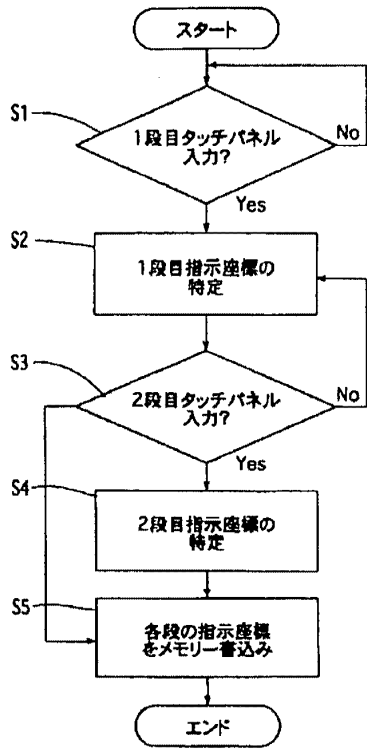 スタート
S1
1段目タッチパネル
入力?
No
Yes
S2
1段目指示座標の
特定
S3
2段目タッチパネル
入力?
No
Yes
S4
2段目指示座標の
特定
S5
各段の指示座標
をメモリー書込み
エンド